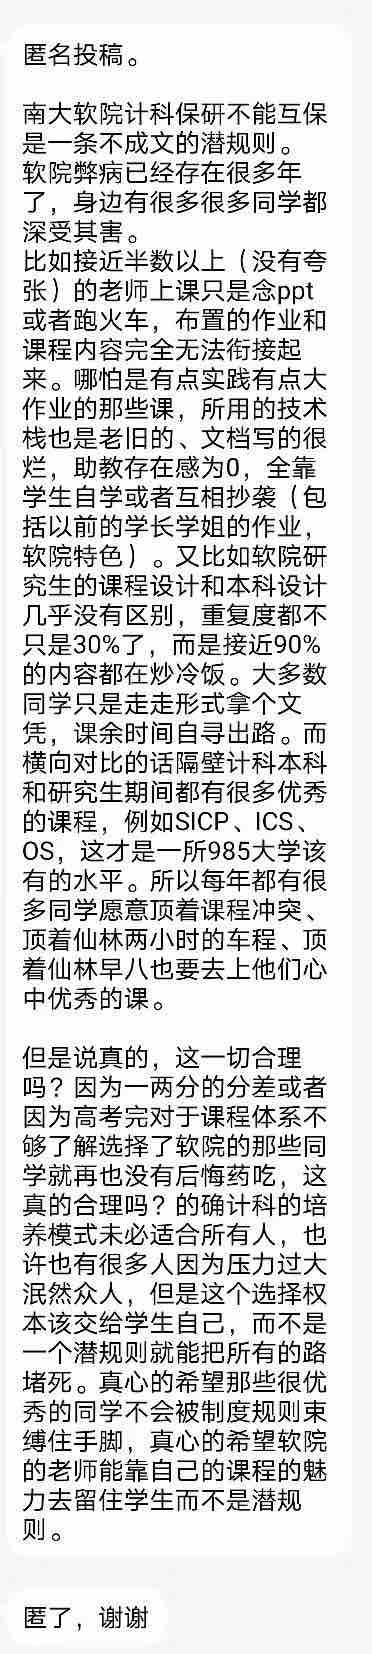 匿名投稿。
南大软院计科保研不能互保
是一条不成文的潜规则。
软院弊病已经存在很多年
了，身边有很多很多同学都
深受其害。
比如接近半数以上（没有夸
张）的老师上课只是念ppt
或者跑火车，布置的作业和
课程内容完全无法衔接起
来。哪怕是有点实践有点大
作业的那些课，所用的技术
栈也是老旧的、文档写的很
烂，助教存在感为0，全靠
学生自学或者互相抄袭（包
括以前的学长学姐的作业，
软院特色）。又比如软院研
究生的课程设计和本科设计
几乎没有区别，重复度都不
只是30%了，而是接近90%
的内容都在炒冷饭。大多数
同学只是走走形式拿个文
凭，课余时间自寻出路。而
横向对比的话隔壁计科本科
和研究生期间都有很多优秀
的课程，例如SICP、ICS、
OS，这才是一所985大学该
有的水平。所以每年都有很
多同学愿意顶着课程冲突、
顶着仙林两小时的车程、顶
着仙林早八也要去上他们心
中优秀的课。
但是说真的，这一切合理
吗？因为一两分的分差或者
因为高考完对于课程体系不
够了解选择了软院的那些同
学就再也没有后悔药吃，这
真的合理吗？的确计科的培
养模式未必适合所有人，也
许也有很多人因为压力过大
泯然众人，但是这个选择权
本该交给学生自己，而不是
一个潜规则就能把所有的路
堵死。真心的希望那些很优
秀的同学不会被制度规则束
缚住手脚，真心的希望软院
的老师能靠自己的课程的魅
力去留住学生而不是潜规
则。
匿了，谢谢